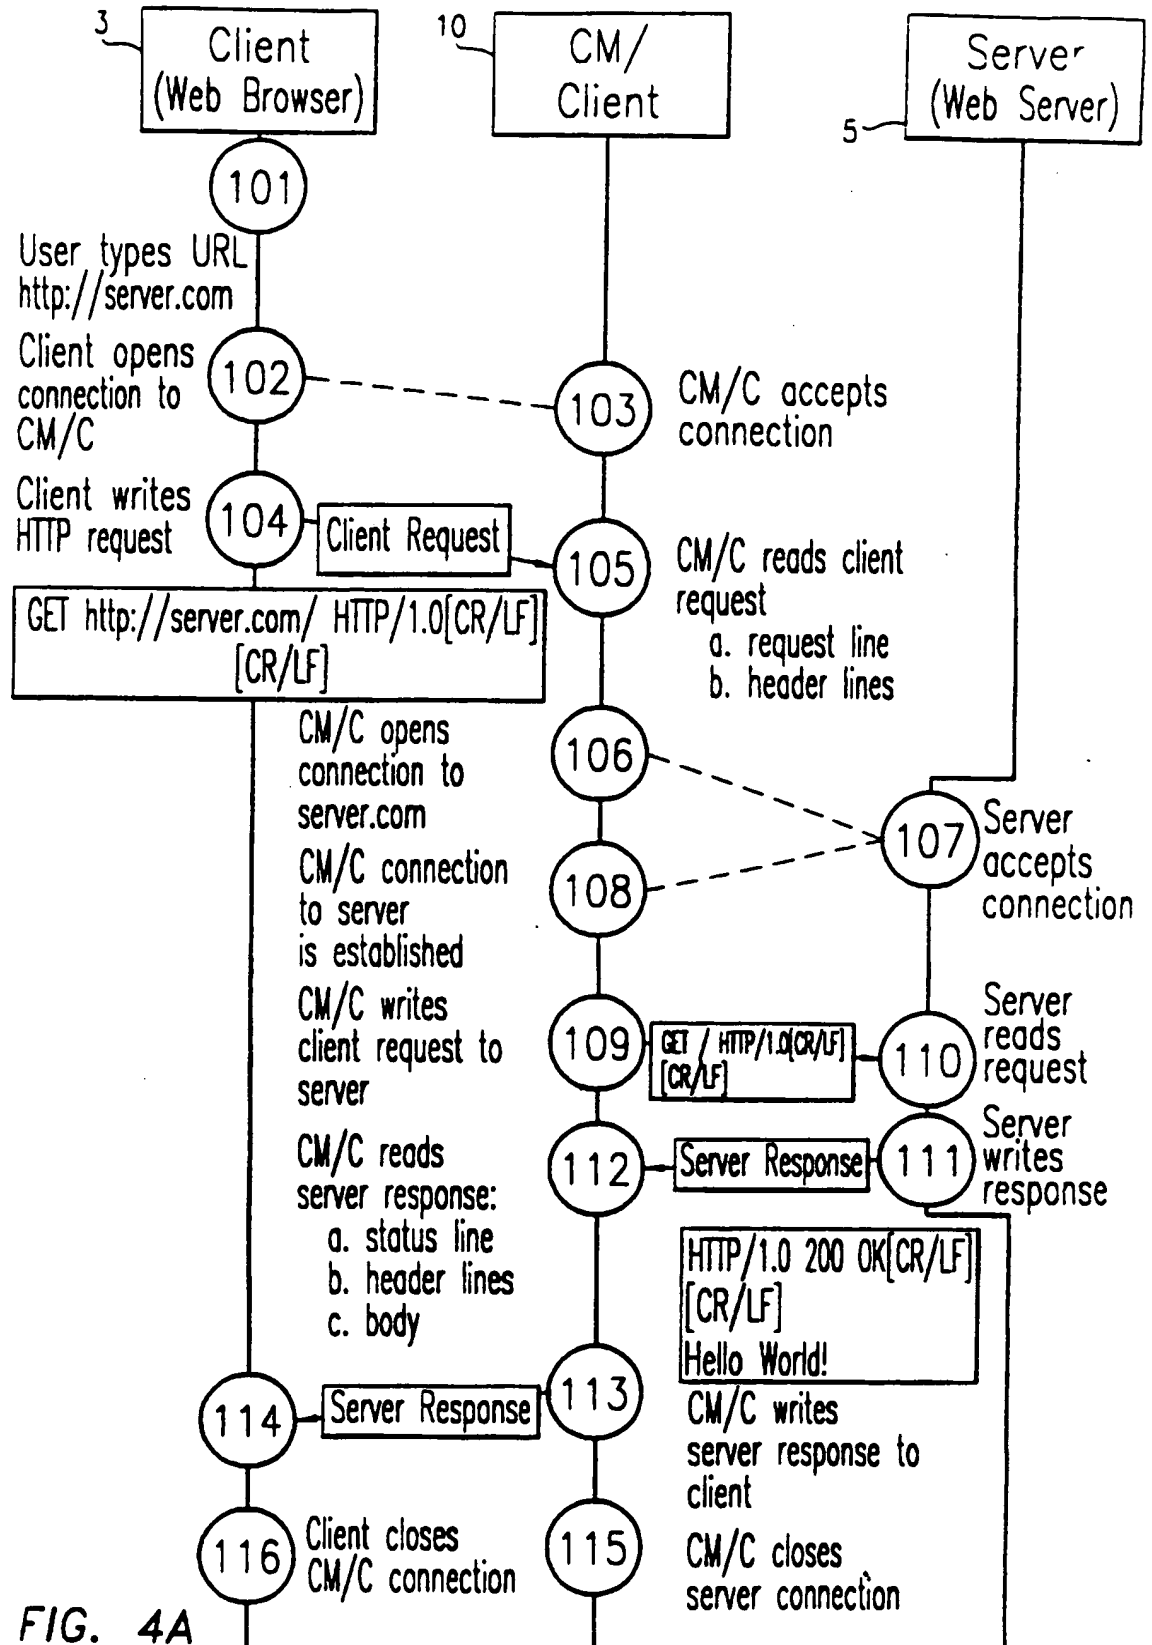 3
Client
(Web Browser)
10
CM/
Client
Server
(Web Server)
5
101
User types URL
http://server.com
Client opens
connection to
CM/C
102
103
CM/C accepts
connection
Client writes
HTTP request
104
Client Request
105
CM/C reads client
request
a. request line
b. header lines
GET http://server.com/ HTTP/1.0[CR/LF]
[CR/LF]
CM/C opens
connection to
server.com
106
107
Server
accepts
connection
CM/C connection
to server
is established
108
CM/C writes
client request to
server
109
GET / HTTP/1.0[CR/LF]
[CR/LF]
110
Server
reads
request
CM/C reads
server response:
a. status line
b. header lines
c. body
112
Server Response
111
Server
writes
response
HTTP/1.0 200 OK[CR/LF]
[CR/LF]
Hello World!
114
Server Response
113
CM/C writes
server response to
client
116
Client closes
CM/C connection
115
CM/C closes
server connection
FIG. 4A